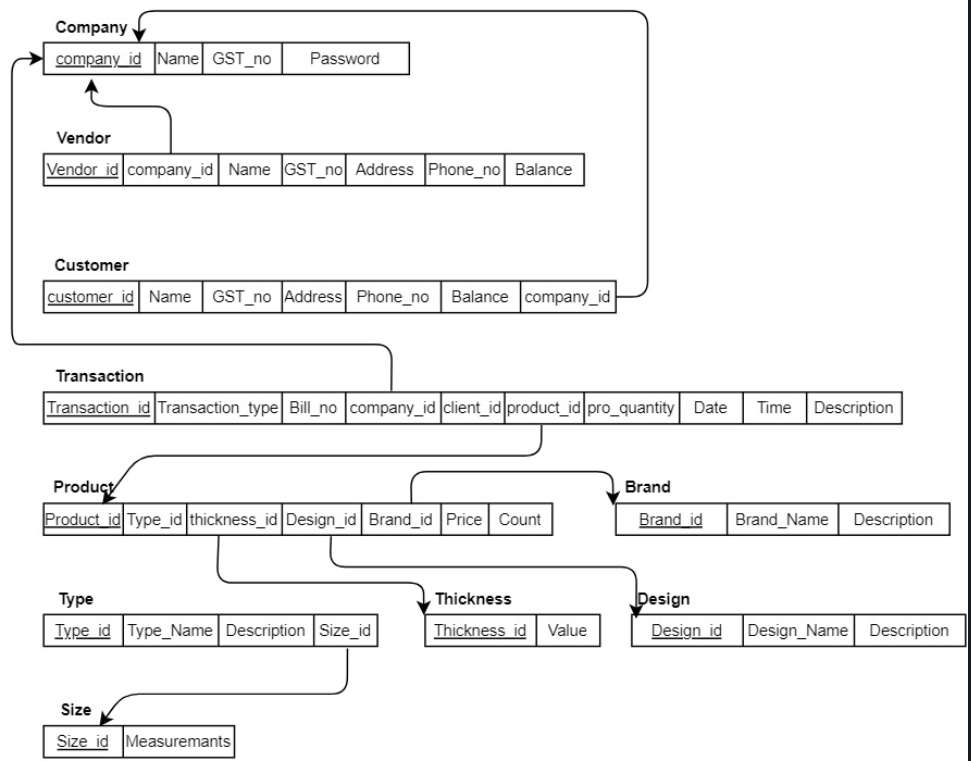 Company
company_id Name GST_no Password
Vendor
Vendor_id company_id Name GST_no Address Phone_no Balance
Customer
customer_id Name GST_no Address Phone_no Balance company_id
Transaction
Transaction_id Transaction_type Bill_no company_id client_id product_id pro_quantity Date Time Description
Product
Product_id Type_id thickness_id Design_id Brand_id Price Count
Brand
Brand_id Brand_Name Description
Type
Type_id Type_Name Description Size_id
Thickness
Thickness_id Value
Design
Design_id Design_Name Description
Size
Size_id Measuremants